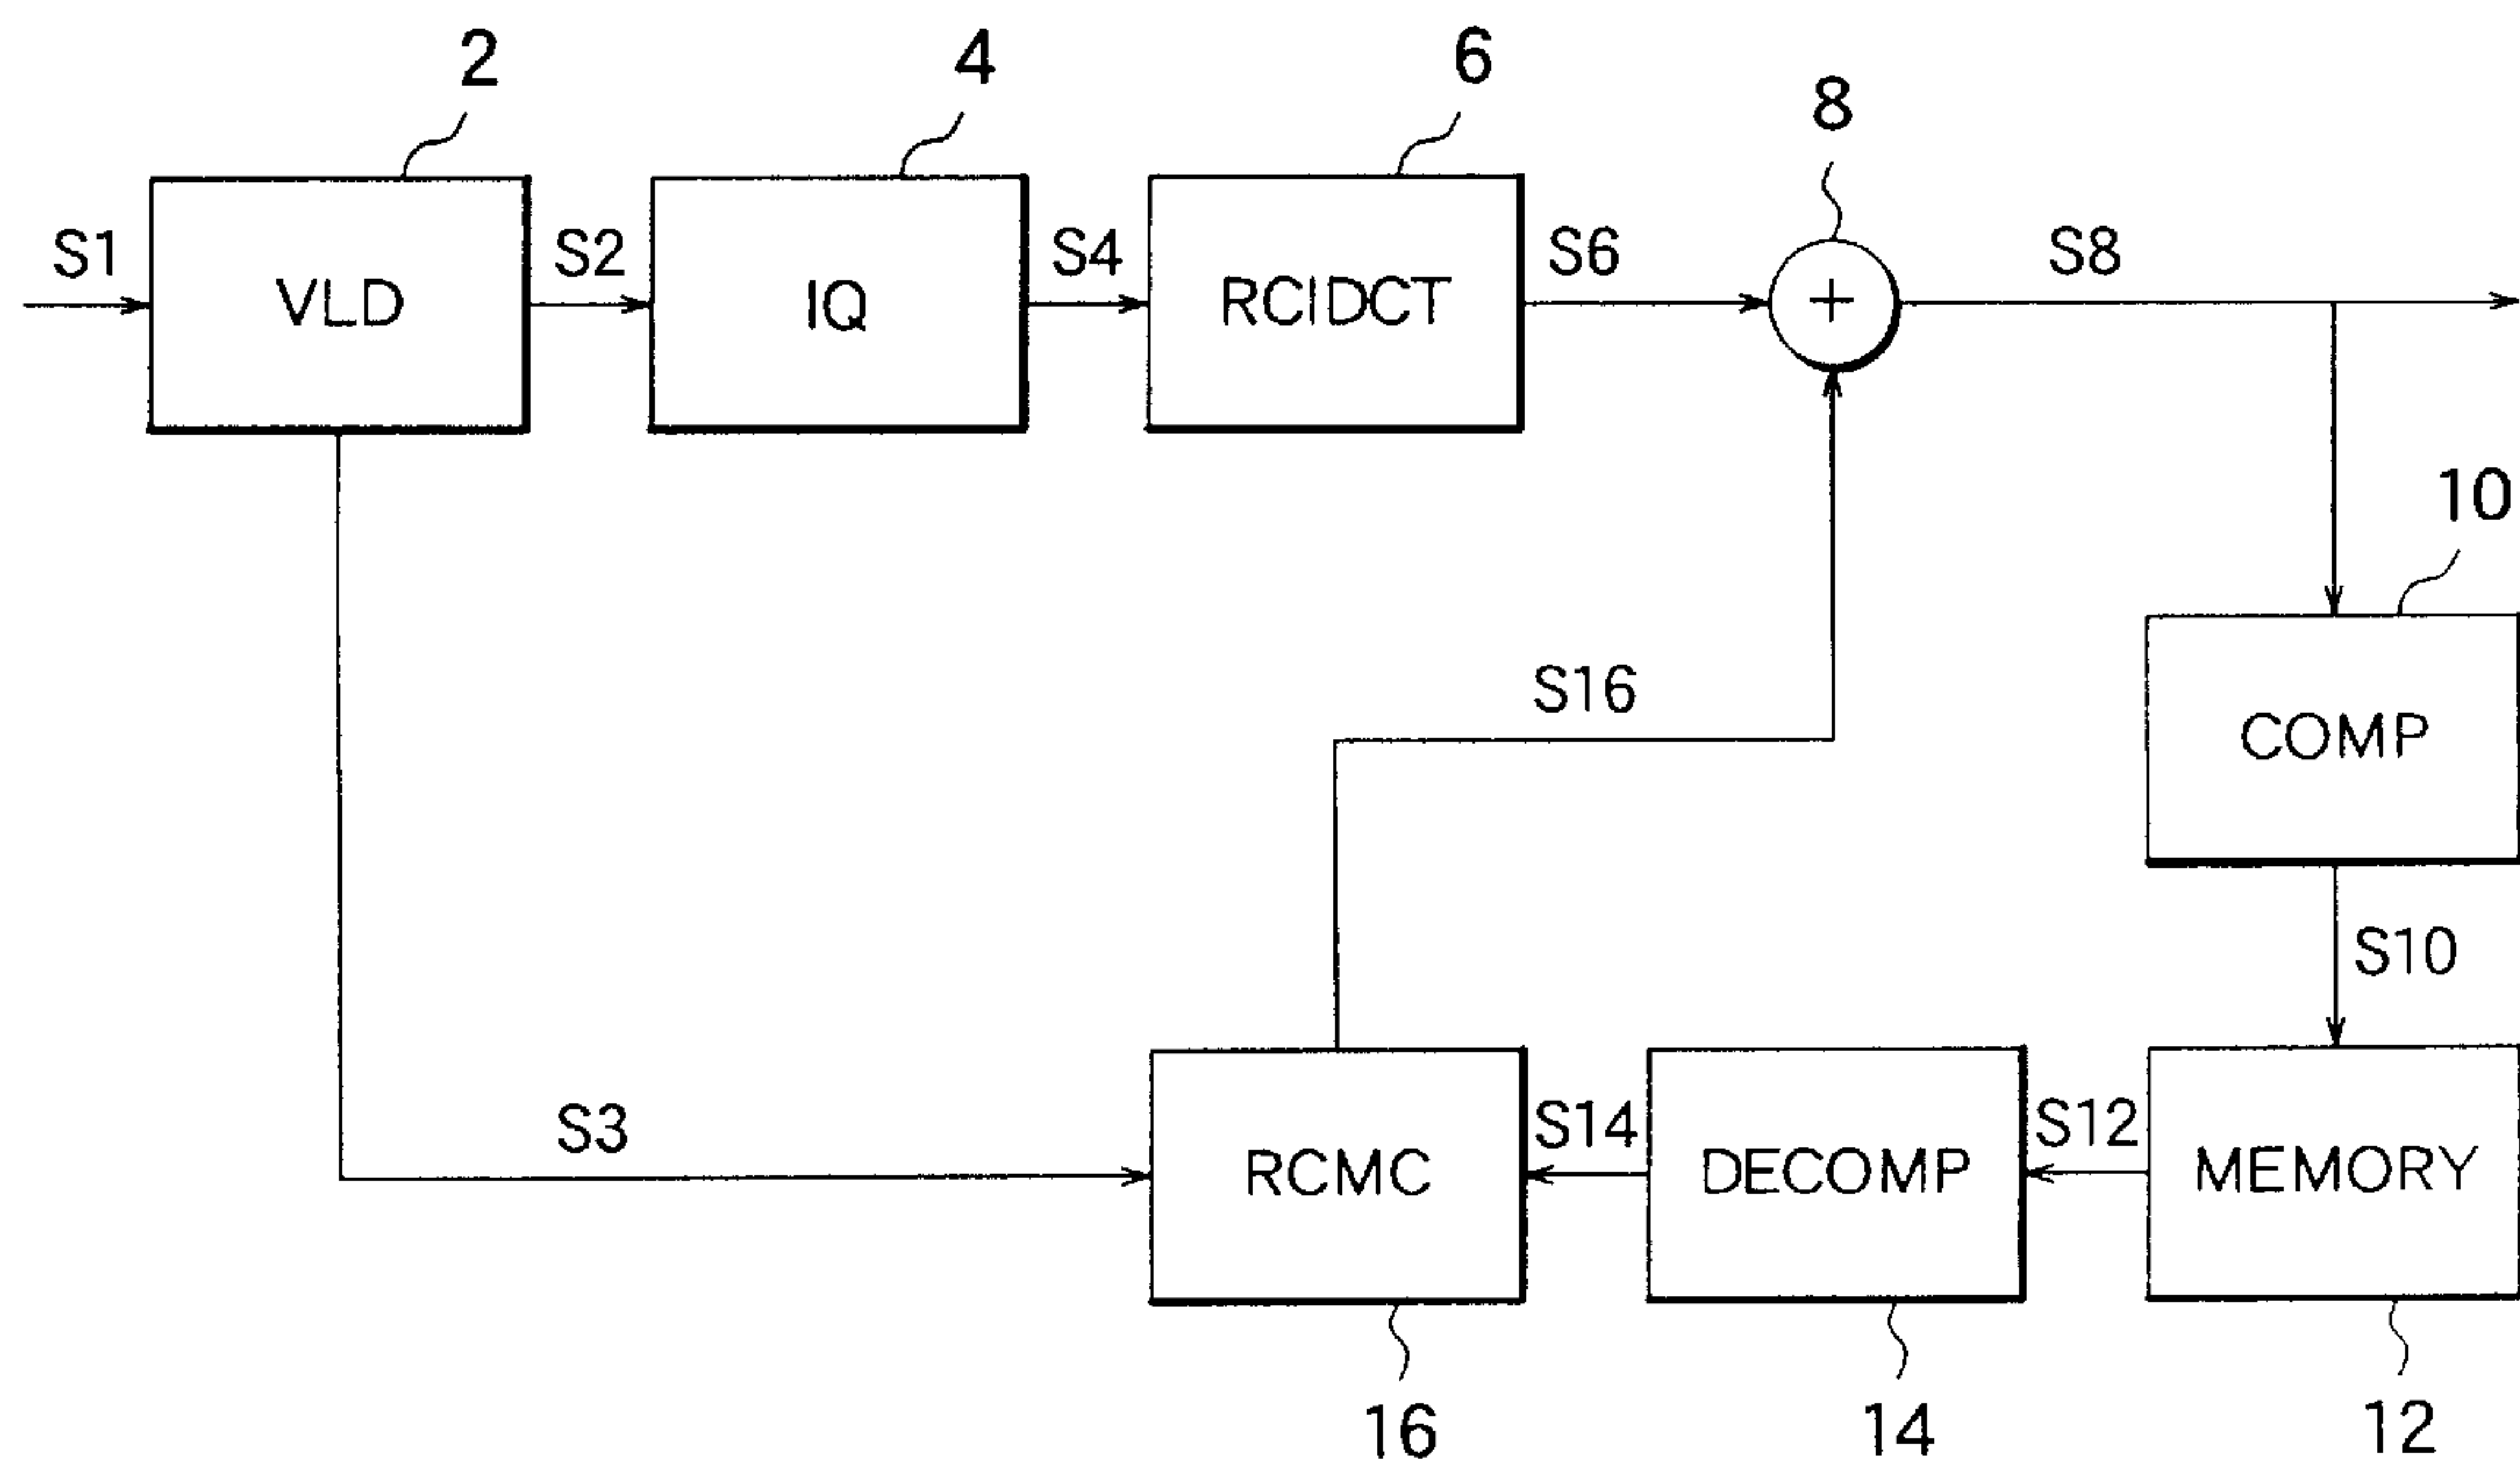 2 4 6 8
S1 VLD S2 IQ S4 RCIDCT S6 + S8
10
S16
COMP
S10
S3 RCMC S14 DECOMP S12 MEMORY
16 14 12